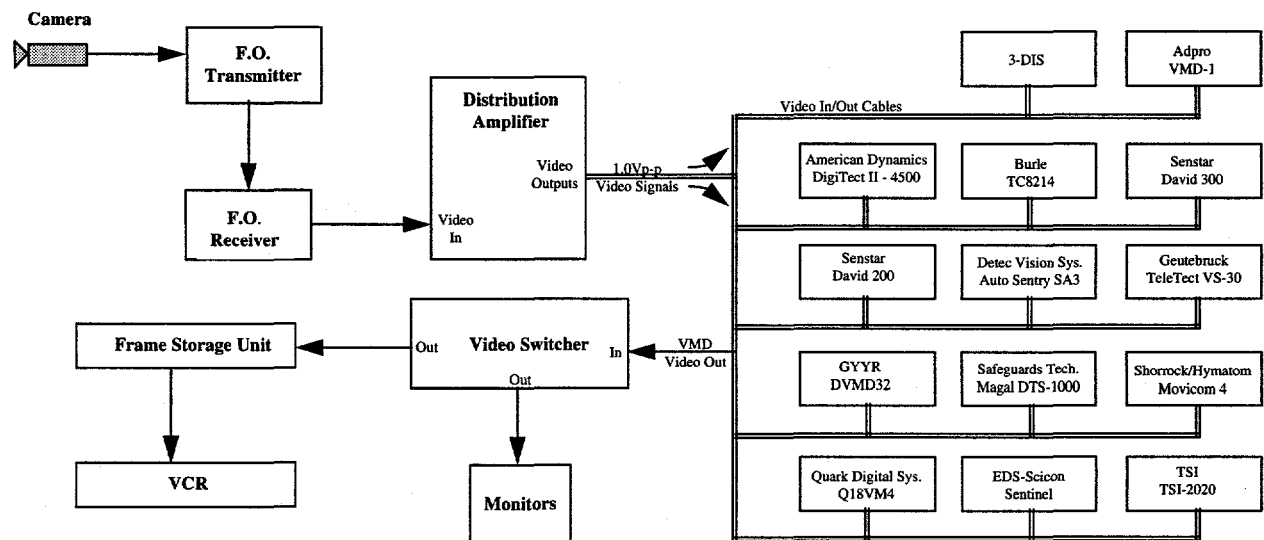 Camera
F.O.
Transmitter
F.O.
Receiver
Distribution
Amplifier
Video
Outputs
Video
In
1.0Vp-p
Video Signals
Video In/Out Cables
3-DIS
Adpro
VMD-1
American Dynamics
DigiTect II - 4500
Burle
TC8214
Senstar
David 300
Senstar
David 200
Detec Vision Sys.
Auto Sentry SA3
Geutebruck
TeleTect VS-30
GYYR
DVMD32
Safeguards Tech.
Magal DTS-1000
Shorrock/Hymatom
Movicom 4
Quark Digital Sys.
Q18VM4
EDS-Scicon
Sentinel
TSI
TSI-2020
VMD
Video Out
Video Switcher
In
Out
Out
Frame Storage Unit
VCR
Monitors